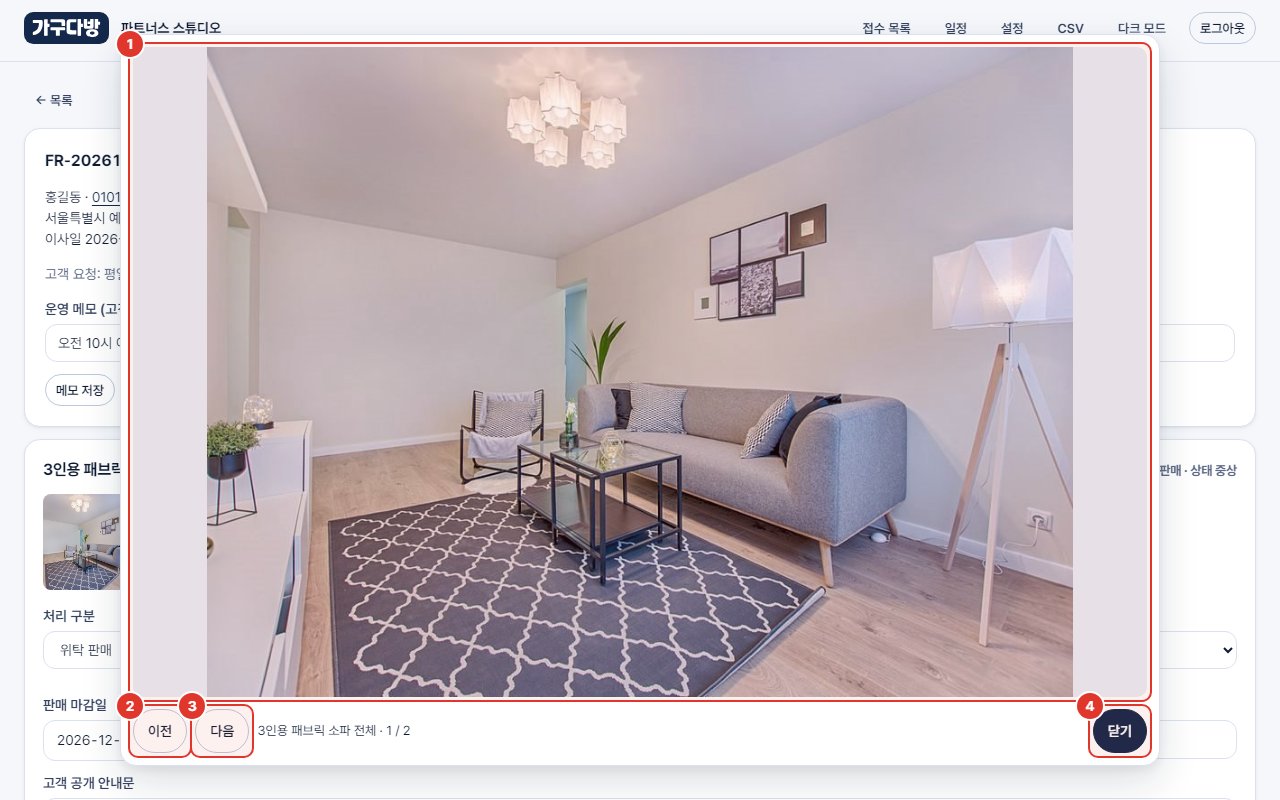 가구다방 파트너스 스튜디오 접수 목록 일정 설정 CSV 다크 모드 로그아웃
1
← 목록
FR-20261
홍길동 · 0101
서울특별시 예
이사일 2026-
고객 요청: 평일
운영 메모 (고
오전 10시 이
메모 저장
3인용 패브릭
판매 · 상태 중상
처리 구분
위탁 판매
판매 마감일
2026-12-
고객 공개 안내문
2 3 4
이전 다음 3인용 패브릭 소파 전체 · 1 / 2 닫기